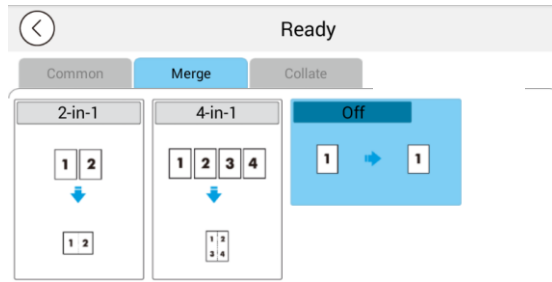 Ready
Common Merge Collate
2-in-1 4-in-1 Off
1 2 1 2 3 4 1 1
1 2 1 2
3 4